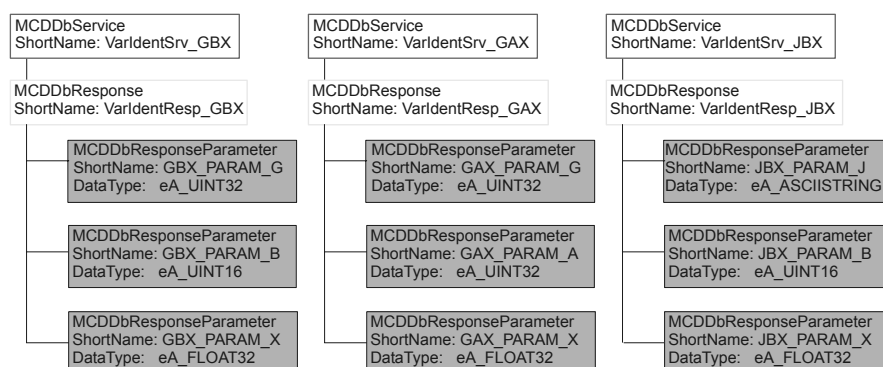 MCDDbService
ShortName: VarIdentSrv_GBX
MCDDbResponse
ShortName: VarIdentResp_GBX
MCDDbResponseParameter
ShortName: GBX_PARAM_G
DataType: eA_UINT32
MCDDbResponseParameter
ShortName: GBX_PARAM_B
DataType: eA_UINT16
MCDDbResponseParameter
ShortName: GBX_PARAM_X
DataType: eA_FLOAT32
MCDDbService
ShortName: VarIdentSrv_GAX
MCDDbResponse
ShortName: VarIdentResp_GAX
MCDDbResponseParameter
ShortName: GAX_PARAM_G
DataType: eA_UINT32
MCDDbResponseParameter
ShortName: GAX_PARAM_A
DataType: eA_UINT32
MCDDbResponseParameter
ShortName: GAX_PARAM_X
DataType: eA_FLOAT32
MCDDbService
ShortName: VarIdentSrv_JBX
MCDDbResponse
ShortName: VarIdentResp_JBX
MCDDbResponseParameter
ShortName: JBX_PARAM_J
DataType: eA_ASCIISTRING
MCDDbResponseParameter
ShortName: JBX_PARAM_B
DataType: eA_UINT16
MCDDbResponseParameter
ShortName: JBX_PARAM_X
DataType: eA_FLOAT32